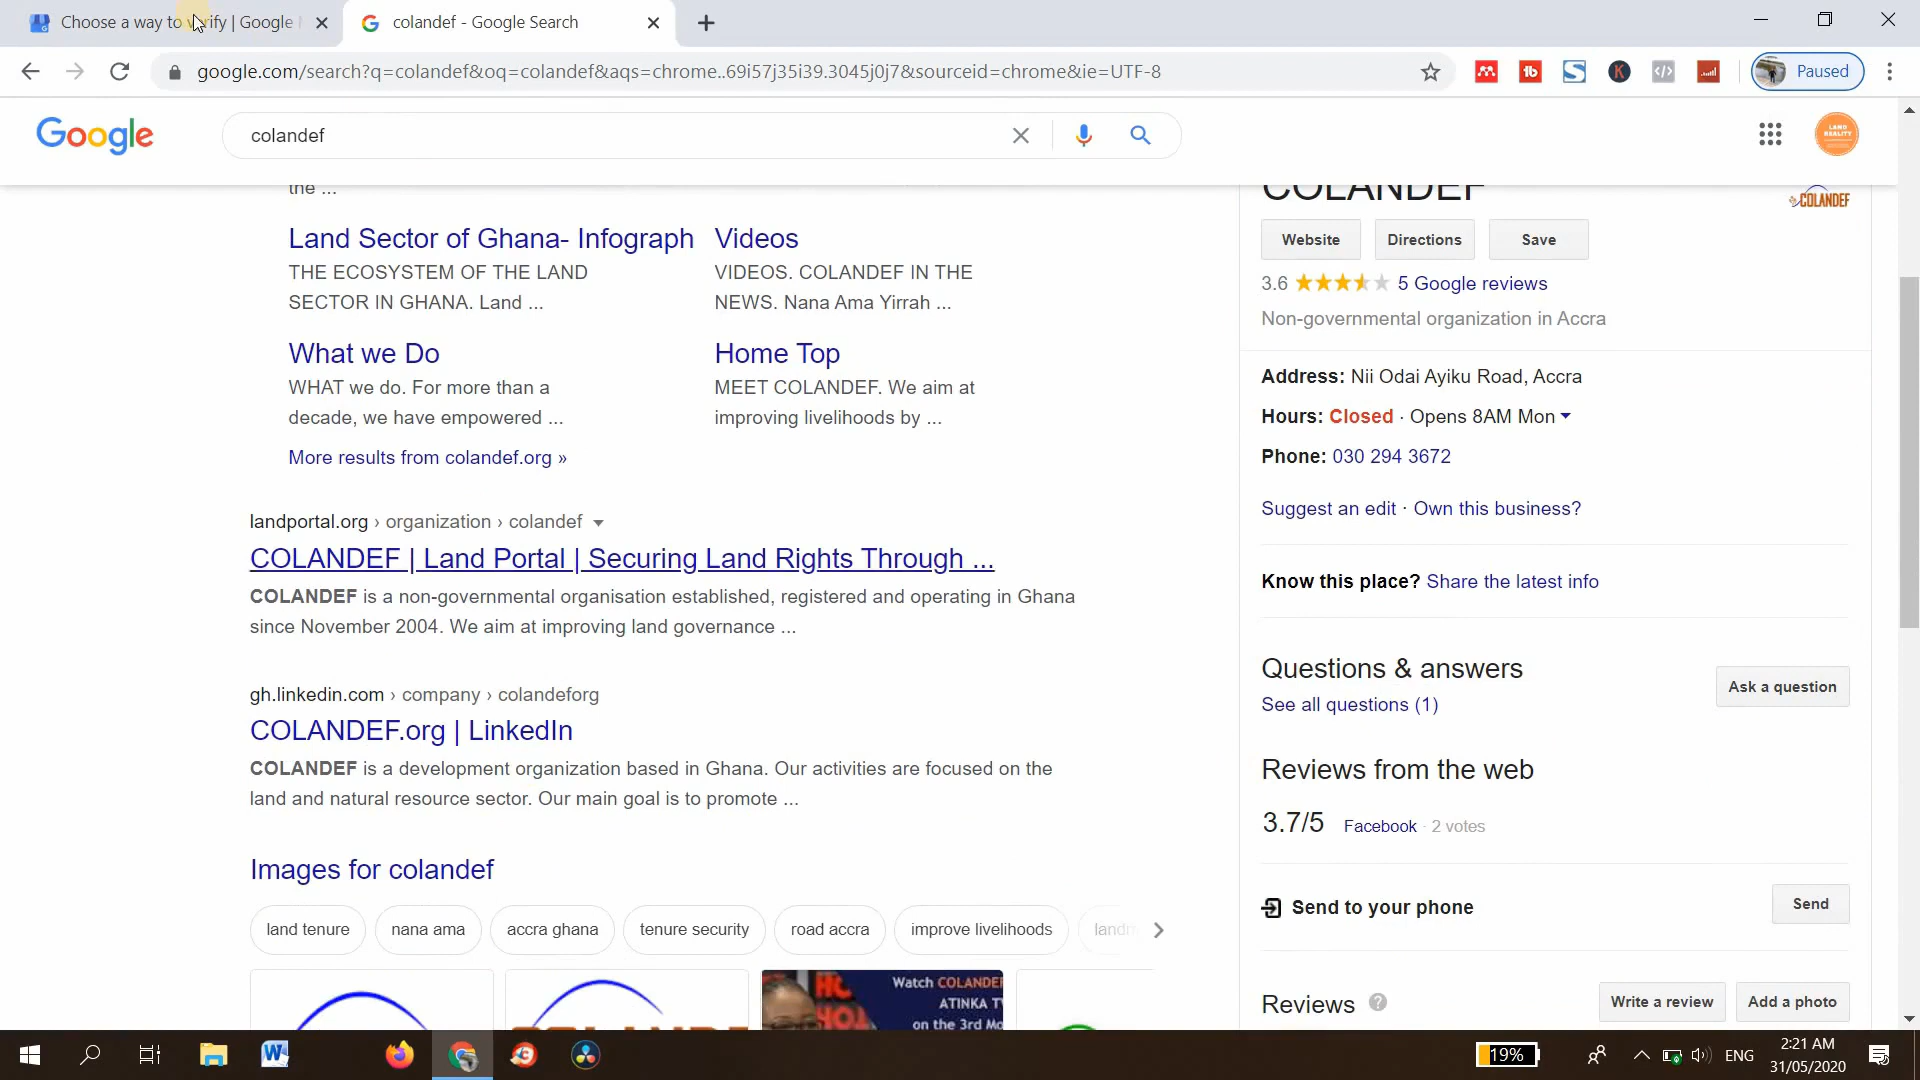 Choose a way to verify | Google
colandef - Google Search
google.com/search?q=colandef&oq=colandef&aqs=chrome..69i57j35i39.3045j0j7&sourceid=chrome&ie=UTF-8
Paused
Google
colandef
LAND REALITY
the ...
Land Sector of Ghana- Infograph
THE ECOSYSTEM OF THE LAND
SECTOR IN GHANA. Land ...
Videos
VIDEOS. COLANDEF IN THE
NEWS. Nana Ama Yirrah ...
What we Do
WHAT we do. For more than a
decade, we have empowered ...
Home Top
MEET COLANDEF. We aim at
improving livelihoods by ...
More results from colandef.org »
landportal.org › organization › colandef
COLANDEF | Land Portal | Securing Land Rights Through ...
COLANDEF is a non-governmental organisation established, registered and operating in Ghana
since November 2004. We aim at improving land governance ...
gh.linkedin.com › company › colandeforg
COLANDEF.org | LinkedIn
COLANDEF is a development organization based in Ghana. Our activities are focused on the
land and natural resource sector. Our main goal is to promote ...
Images for colandef
land tenure
nana ama
accra ghana
tenure security
road accra
improve livelihoods
Watch COLANDEF
ATINKA TV
on the 3rd Mo
COLANDEF
COLANDEF
Website
Directions
Save
3.6
5 Google reviews
Non-governmental organization in Accra
Address: Nii Odai Ayiku Road, Accra
Hours: Closed · Opens 8AM Mon
Phone: 030 294 3672
Suggest an edit · Own this business?
Know this place? Share the latest info
Questions & answers
See all questions (1)
Ask a question
Reviews from the web
3.7/5 Facebook · 2 votes
Send to your phone
Send
Reviews
Write a review
Add a photo
19%
ENG
2:21 AM
31/05/2020